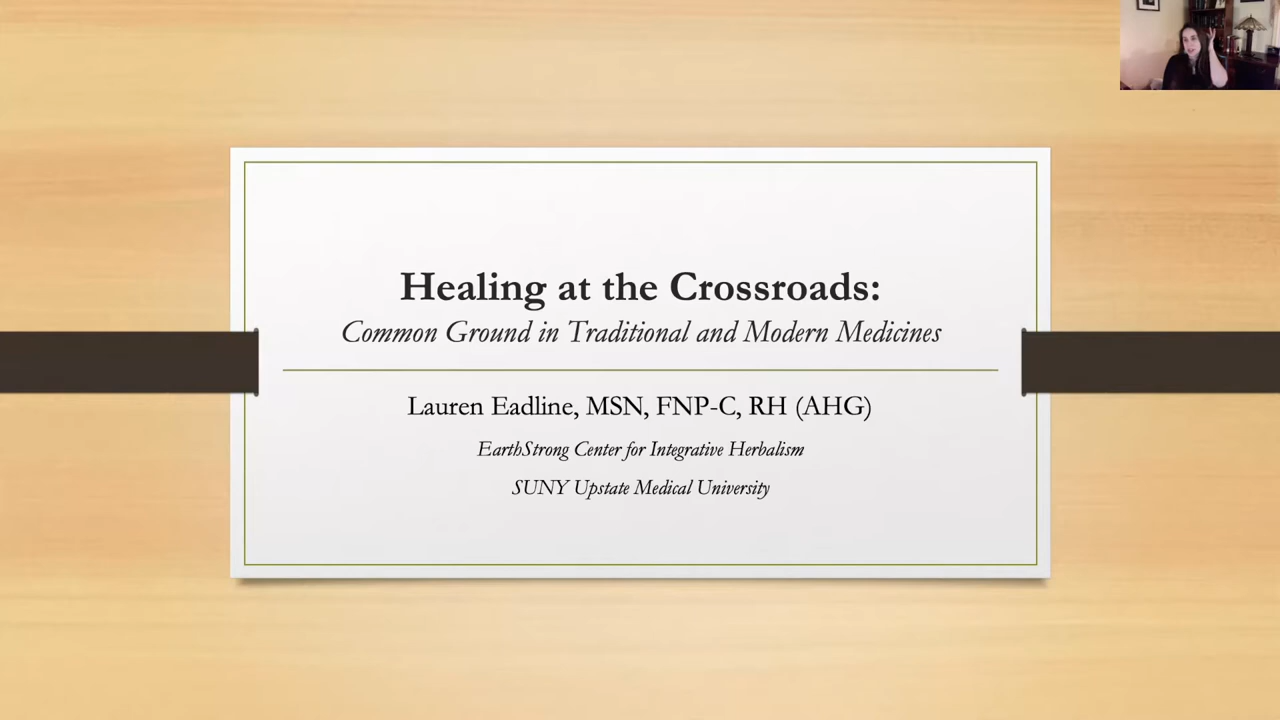 Healing at the Crossroads:
Common Ground in Traditional and Modern Medicines
Lauren Eadline, MSN, FNP-C, RH (AHG)
EarthStrong Center for Integrative Herbalism
SUNY Upstate Medical University